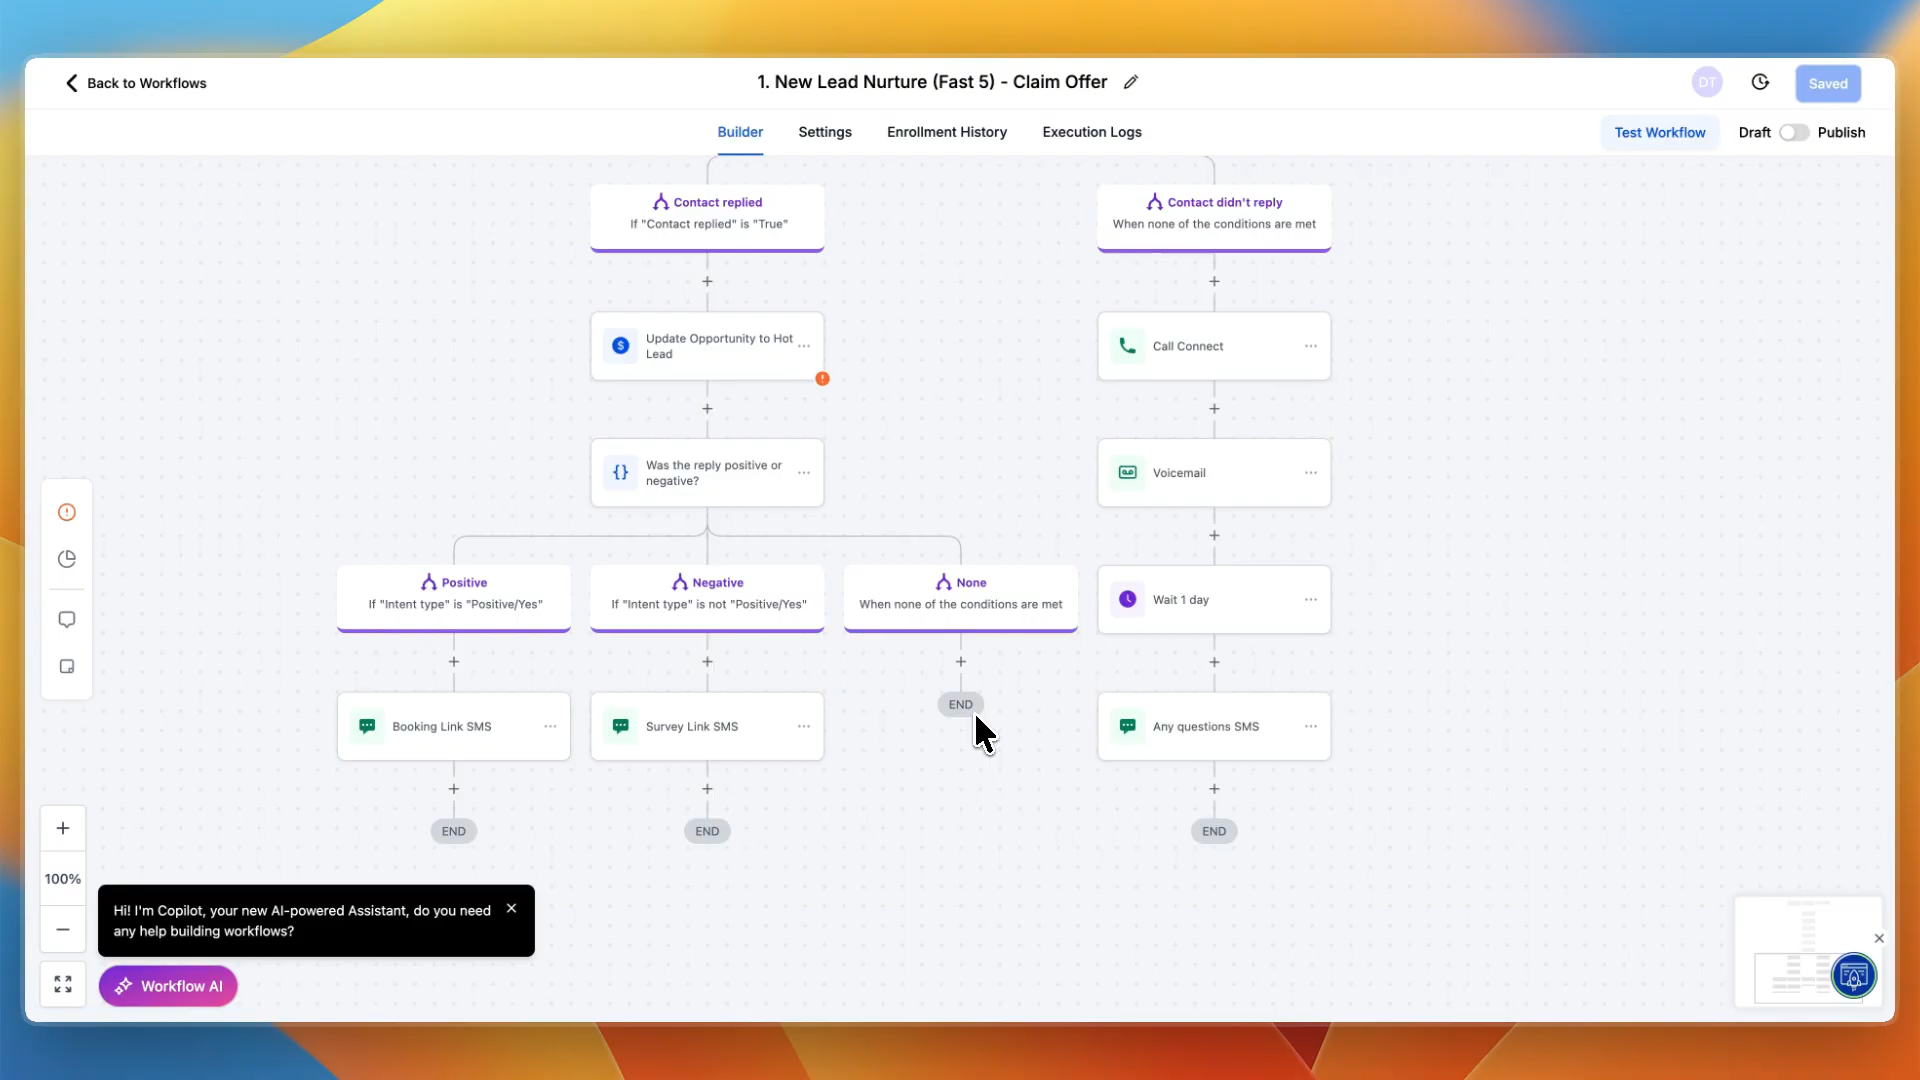 Back to Workflows
1. New Lead Nurture (Fast 5) - Claim Offer
DT
Saved
Builder
Settings
Enrollment History
Execution Logs
Test Workflow
Draft
Publish
Contact replied
If "Contact replied" is "True"
Contact didn't reply
When none of the conditions are met
Update Opportunity to Hot
Lead
Call Connect
Was the reply positive or
negative?
Voicemail
Positive
If "Intent type" is "Positive/Yes"
Negative
If "Intent type" is not "Positive/Yes"
None
When none of the conditions are met
Wait 1 day
Booking Link SMS
Survey Link SMS
END
Any questions SMS
END
END
END
100%
Hi! I'm Copilot, your new AI-powered Assistant, do you need
any help building workflows?
Workflow AI